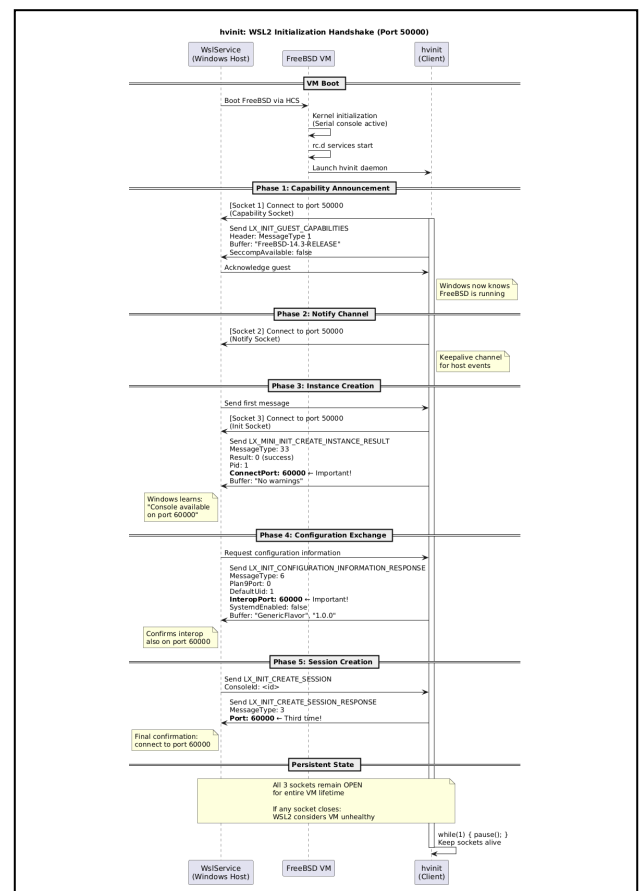 hvinit: WSL2 Initialization Handshake (Port 50000)
WslService
(Windows Host)
FreeBSD VM
hvinit
(Client)
VM Boot
Boot FreeBSD via HCS
Kernel initialization
(Serial console active)
rc.d services start
Launch hvinit daemon
Phase 1: Capability Announcement
[Socket 1] Connect to port 50000
(Capability Socket)
Send LX_INIT_GUEST_CAPABILITIES
Header: MessageType 1
Buffer: "FreeBSD-14.3-RELEASE"
SeccompAvailable: false
Acknowledge guest
Windows now knows
FreeBSD is running
Phase 2: Notify Channel
[Socket 2] Connect to port 50000
(Notify Socket)
Keepalive channel
for host events
Phase 3: Instance Creation
Send first message
[Socket 3] Connect to port 50000
(Init Socket)
Send LX_MINI_INIT_CREATE_INSTANCE_RESULT
MessageType: 33
Result: 0 (success)
Pid: 1
ConnectPort: 60000 ← Important!
Buffer: "No warnings"
Windows learns:
"Console available
on port 60000"
Phase 4: Configuration Exchange
Request configuration information
Send LX_INIT_CONFIGURATION_INFORMATION_RESPONSE
MessageType: 6
Plan9Port: 0
DefaultUid: 1
InteropPort: 60000 ← Important!
SystemdEnabled: false
Buffer: "GenericFlavor", "1.0.0"
Confirms interop
also on port 60000
Phase 5: Session Creation
Send LX_INIT_CREATE_SESSION
ConsoleId: <id>
Send LX_INIT_CREATE_SESSION_RESPONSE
MessageType: 3
Port: 60000 ← Third time!
Final confirmation:
connect to port 60000
Persistent State
All 3 sockets remain OPEN
for entire VM lifetime
If any socket closes:
WSL2 considers VM unhealthy
while(1) { pause(); }
Keep sockets alive
WslService
(Windows Host)
FreeBSD VM
hvinit
(Client)